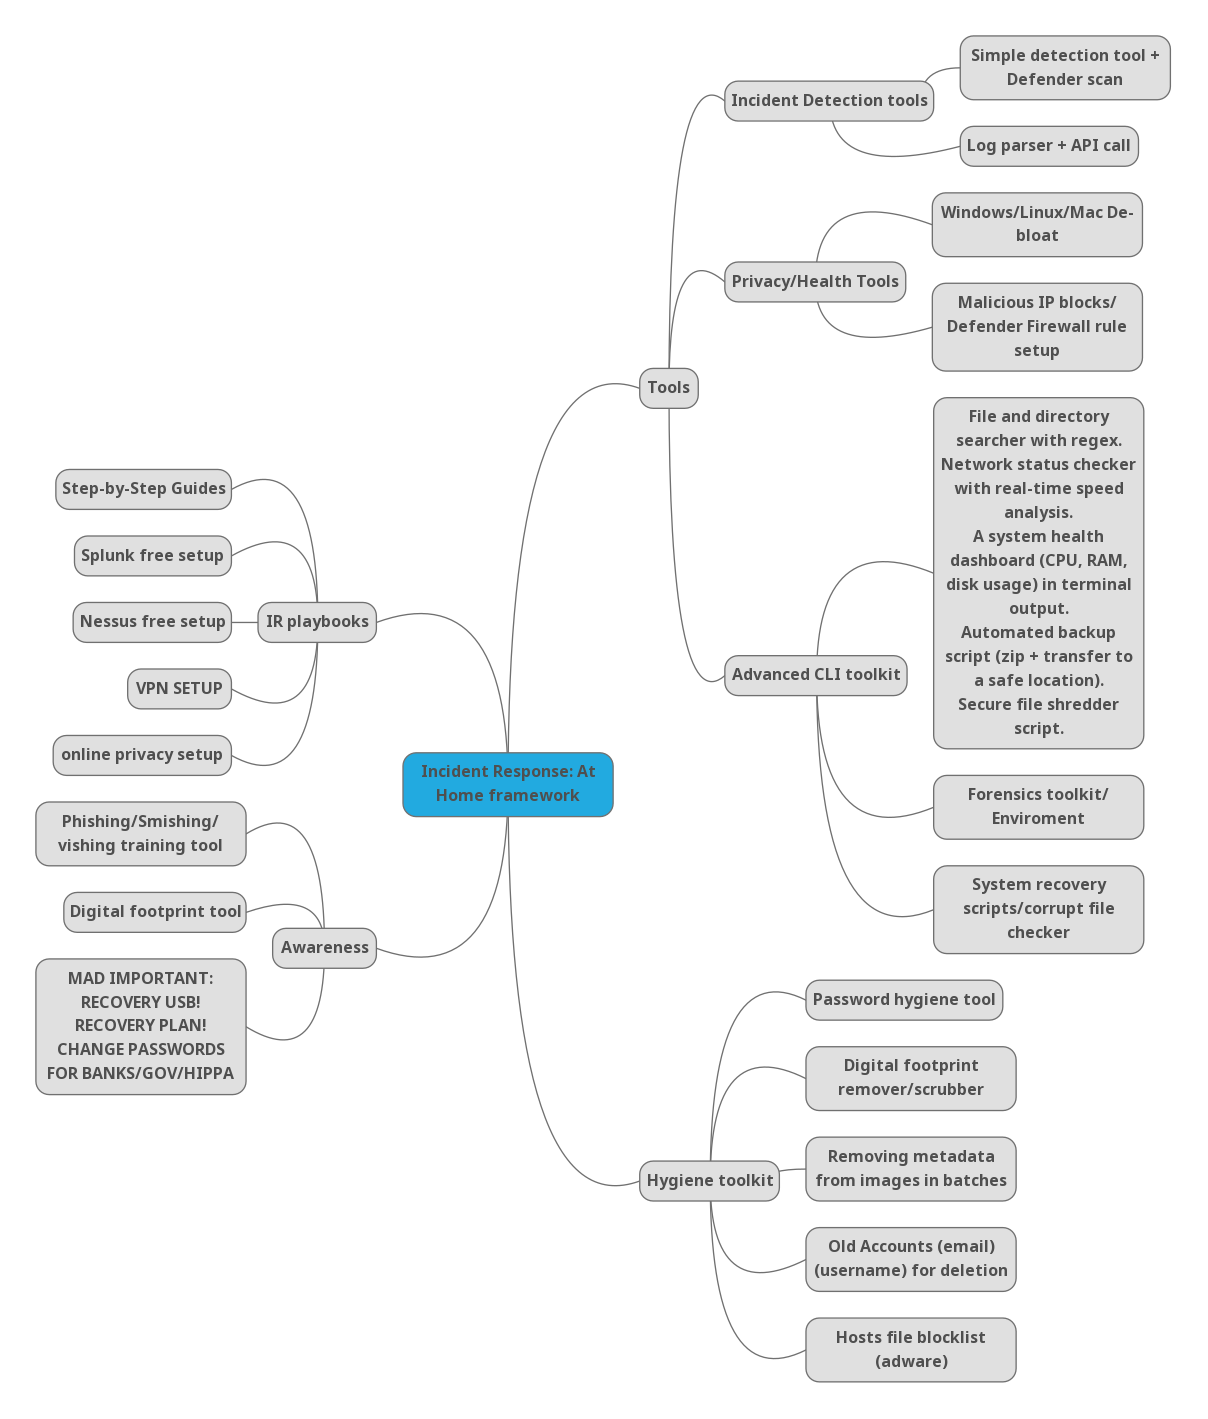 Incident Response: At
Home framework
Tools
Incident Detection tools
Simple detection tool +
Defender scan
Log parser + API call
Privacy/Health Tools
Windows/Linux/Mac De-
bloat
Malicious IP blocks/
Defender Firewall rule
setup
Advanced CLI toolkit
File and directory
searcher with regex.
Network status checker
with real-time speed
analysis.
A system health
dashboard (CPU, RAM,
disk usage) in terminal
output.
Automated backup
script (zip + transfer to
a safe location).
Secure file shredder
script.
Forensics toolkit/
Enviroment
System recovery
scripts/corrupt file
checker
Hygiene toolkit
Password hygiene tool
Digital footprint
remover/scrubber
Removing metadata
from images in batches
Old Accounts (email)
(username) for deletion
Hosts file blocklist
(adware)
IR playbooks
Step-by-Step Guides
Splunk free setup
Nessus free setup
VPN SETUP
online privacy setup
Awareness
Phishing/Smishing/
vishing training tool
Digital footprint tool
MAD IMPORTANT:
RECOVERY USB!
RECOVERY PLAN!
CHANGE PASSWORDS
FOR BANKS/GOV/HIPPA